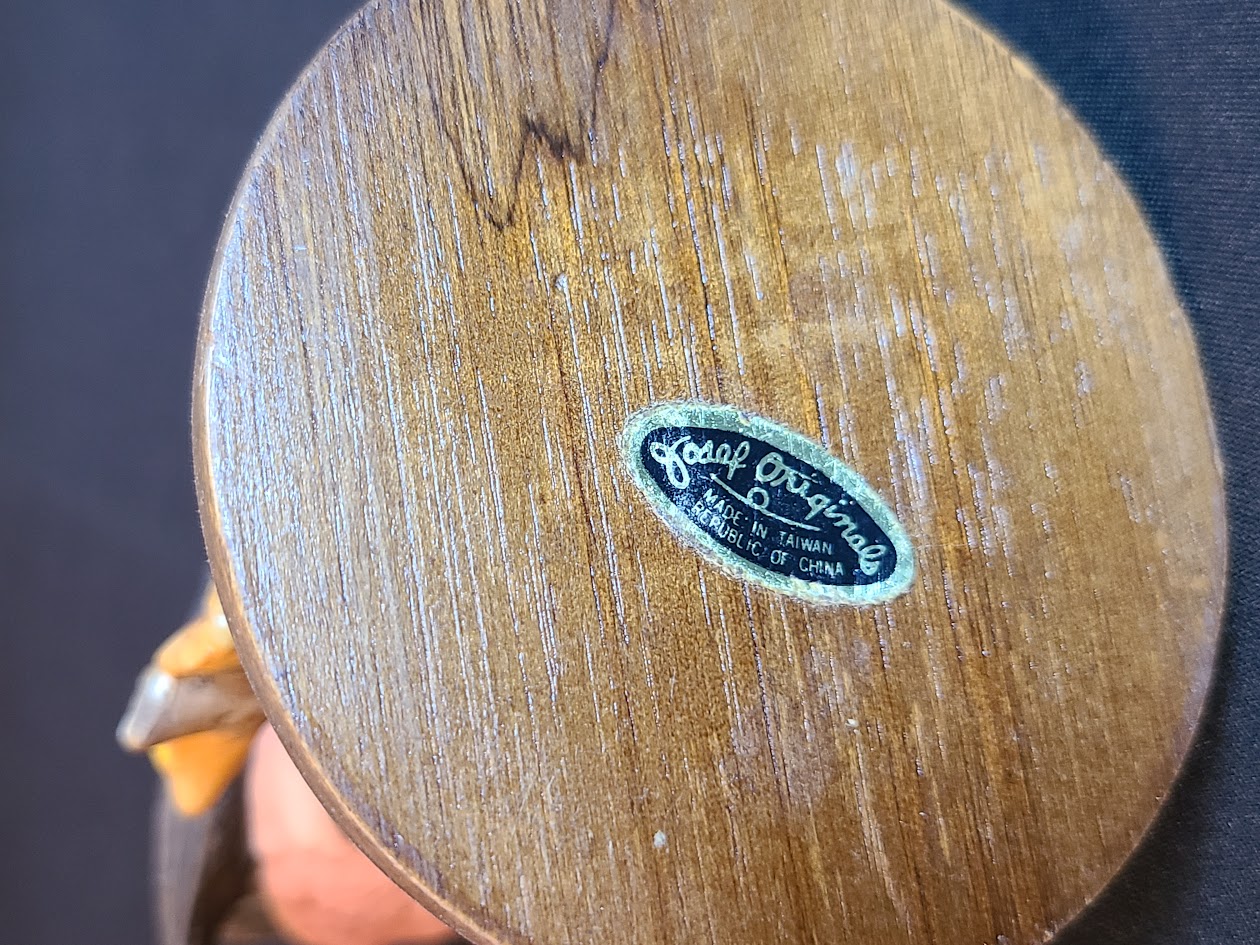 Josef Originals
MADE IN TAIWAN
REPUBLIC OF CHINA